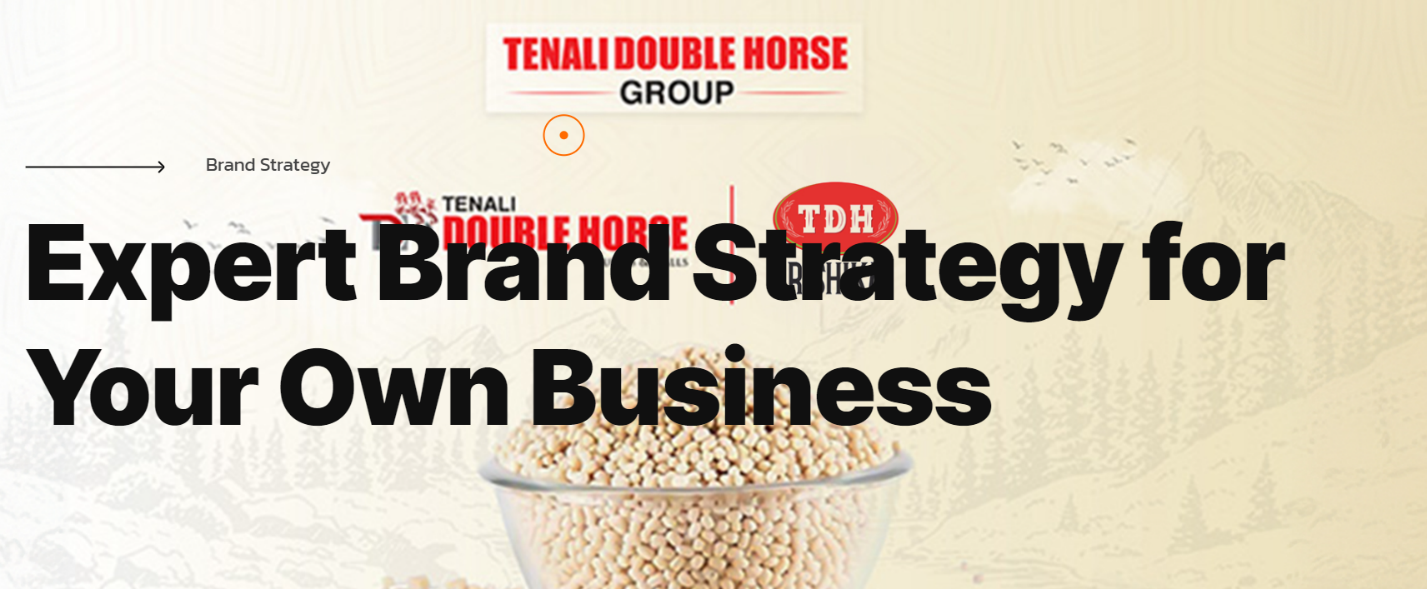 TENALI DOUBLE HORSE
GROUP
Brand Strategy
TENALI
DOUBLE HORSE
TDH
Expert Brand Strategy for
Your Own Business